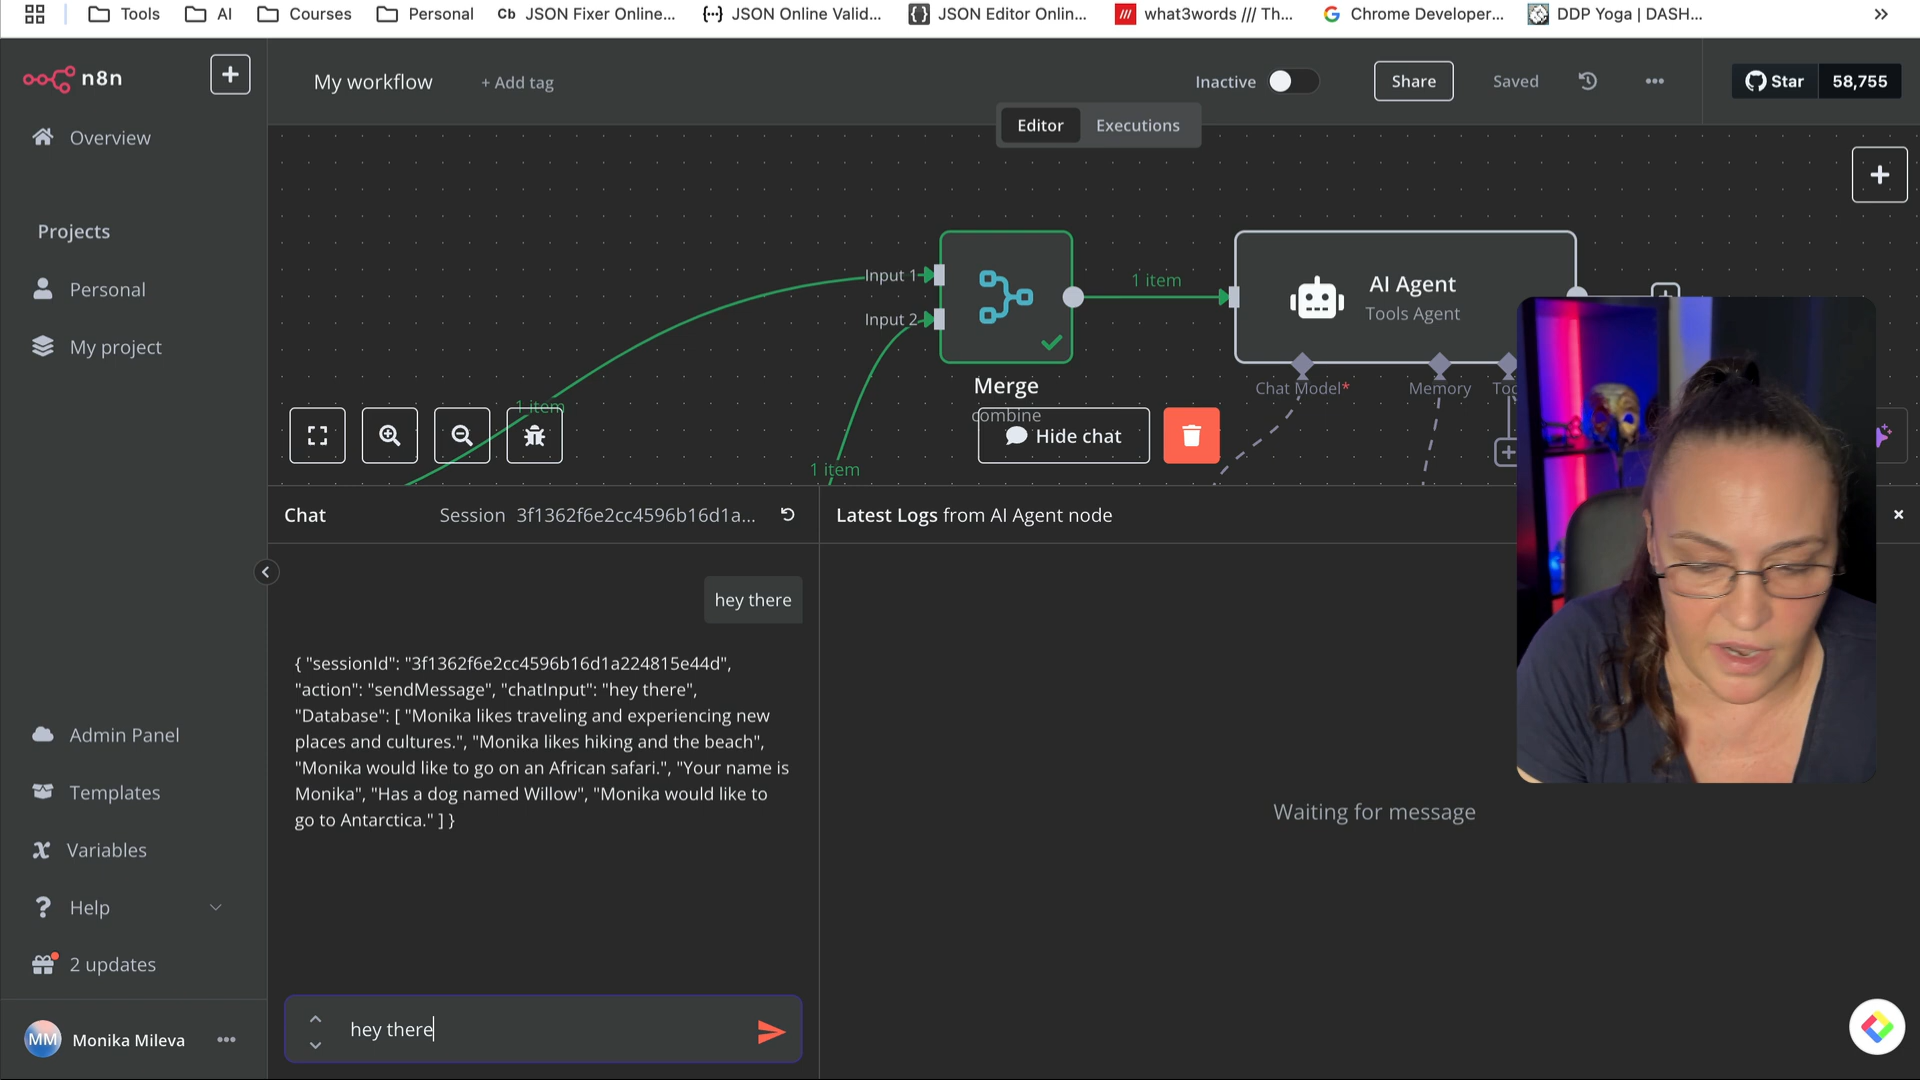 Tools
AI
Courses
Personal
Cb JSON Fixer Online...
JSON Online Valid...
JSON Editor Onlin...
/// what3words /// Th...
Chrome Developer...
DDP Yoga | DASH...
n8n
My workflow
+ Add tag
Inactive
Share
Saved
Star
58,755
Editor
Executions
Overview
Projects
Personal
My project
Input 1
Input 2
1 item
AI Agent
Tools Agent
Chat Model*
Memory
Too
Merge
combine
1 item
1 item
Hide chat
Chat
Session 3f1362f6e2cc4596b16d1a...
Latest Logs from AI Agent node
hey there
{ "sessionId": "3f1362f6e2cc4596b16d1a224815e44d",
"action": "sendMessage", "chatInput": "hey there",
"Database": [ "Monika likes traveling and experiencing new
places and cultures.", "Monika likes hiking and the beach",
"Monika would like to go on an African safari.", "Your name is
Monika", "Has a dog named Willow", "Monika would like to
go to Antarctica." ] }
Waiting for message
Admin Panel
Templates
Variables
Help
2 updates
MM Monika Mileva
hey there